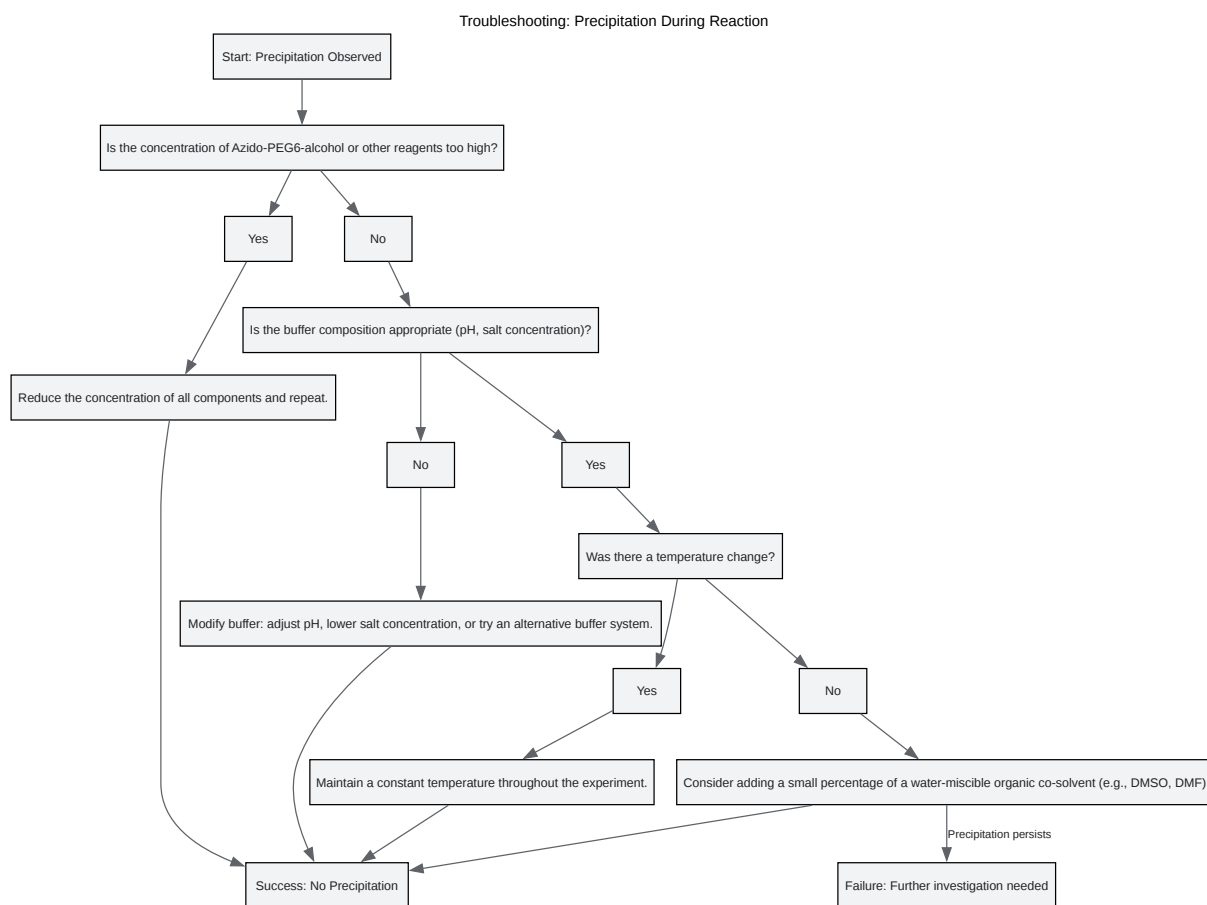 Troubleshooting: Precipitation During Reaction
Start: Precipitation Observed
Is the concentration of Azido-PEG6-alcohol or other reagents too high?
Yes
No
Is the buffer composition appropriate (pH, salt concentration)?
Reduce the concentration of all components and repeat.
No
Yes
Was there a temperature change?
Modify buffer: adjust pH, lower salt concentration, or try an alternative buffer system.
Yes
No
Maintain a constant temperature throughout the experiment.
Consider adding a small percentage of a water-miscible organic co-solvent (e.g., DMSO, DMF)
Precipitation persists
Success: No Precipitation
Failure: Further investigation needed